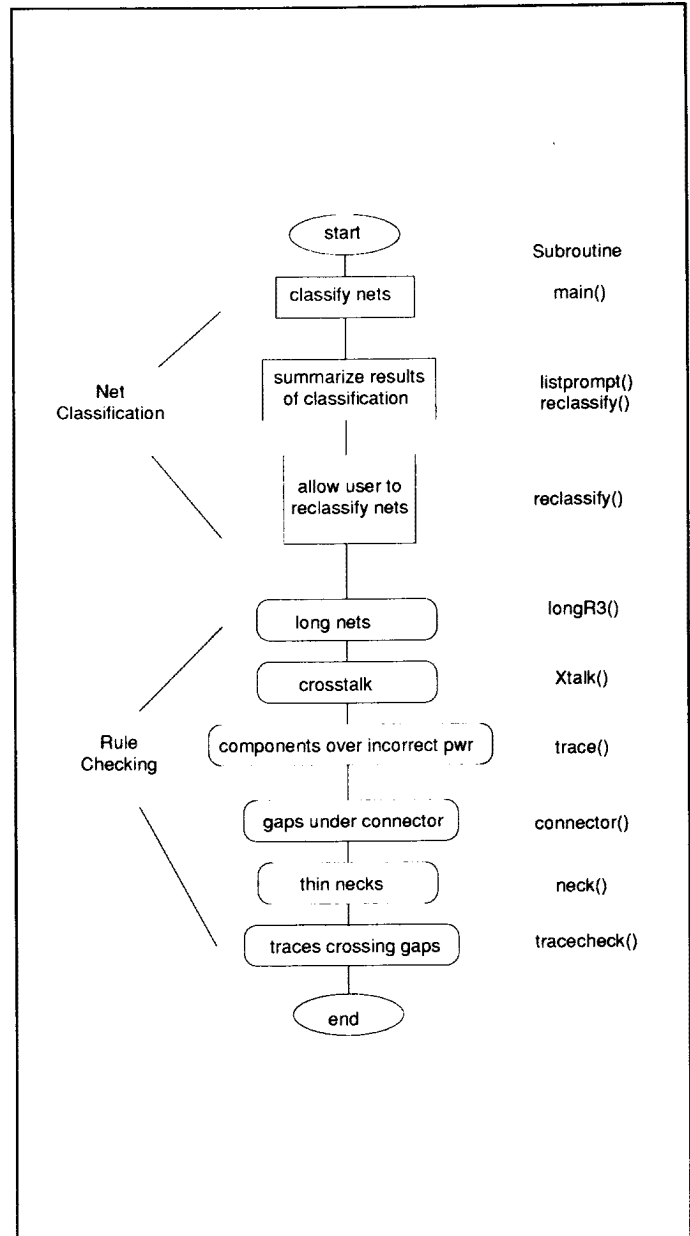 start
Subroutine
classify nets
main()
Net
Classification
summarize results
of classification
listprompt()
reclassify()
allow user to
reclassify nets
reclassify()
long nets
longR3()
crosstalk
Xtalk()
Rule
Checking
components over incorrect pwr
trace()
gaps under connector
connector()
thin necks
neck()
traces crossing gaps
tracecheck()
end